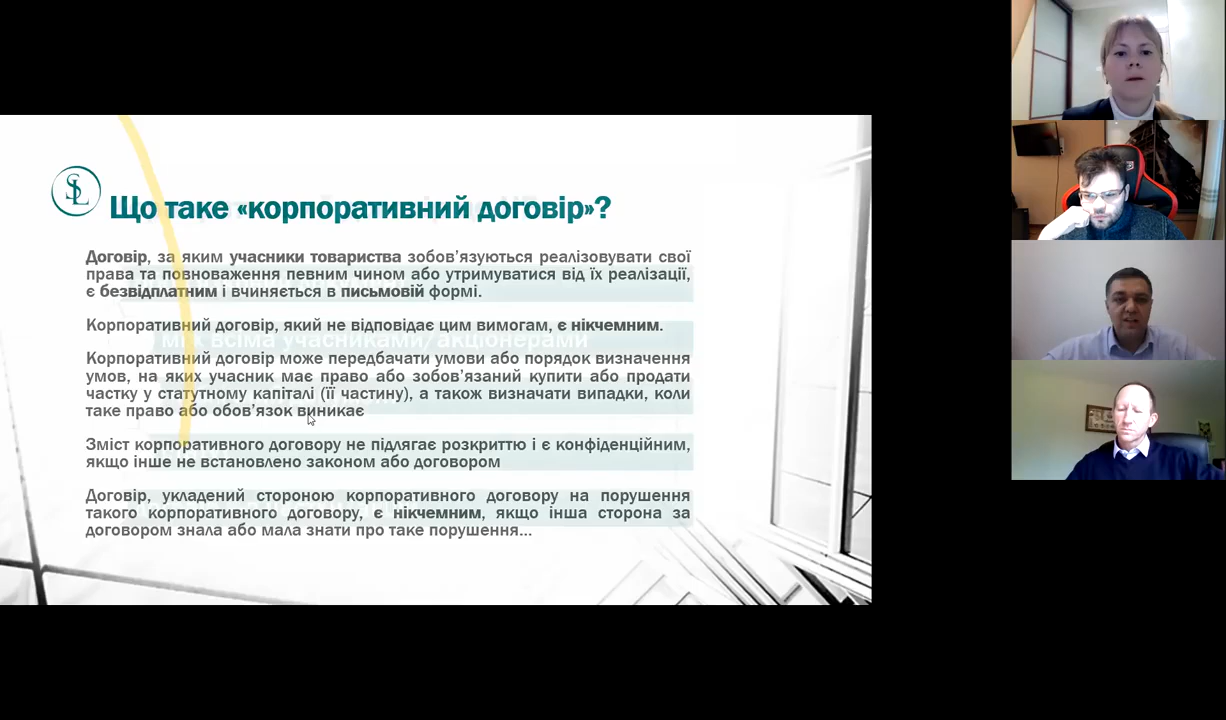 SL
Що таке «корпоративний договір»?
Договір, за яким учасники товариства зобов’язуються реалізовувати свої
права та повноваження певним чином або утримуватися від їх реалізації,
є безвідплатним і вчиняється в письмовій формі.
Корпоративний договір, який не відповідає цим вимогам, є нікчемним.
між всіма учасниками/акціонерами
Корпоративний договір може передбачати умови або порядок визначення
умов, на яких учасник має право або зобов’язаний купити або продати
частку у статутному капіталі (її частину), а також визначати випадки, коли
таке право або обов’язок виникає
Зміст корпоративного договору не підлягає розкриттю і є конфіденційним,
якщо інше не встановлено законом або договором
Договір, укладений стороною корпоративного договору на порушення
такого корпоративного договору, є нікчемним, якщо інша сторона за
договором знала або мала знати про таке порушення...